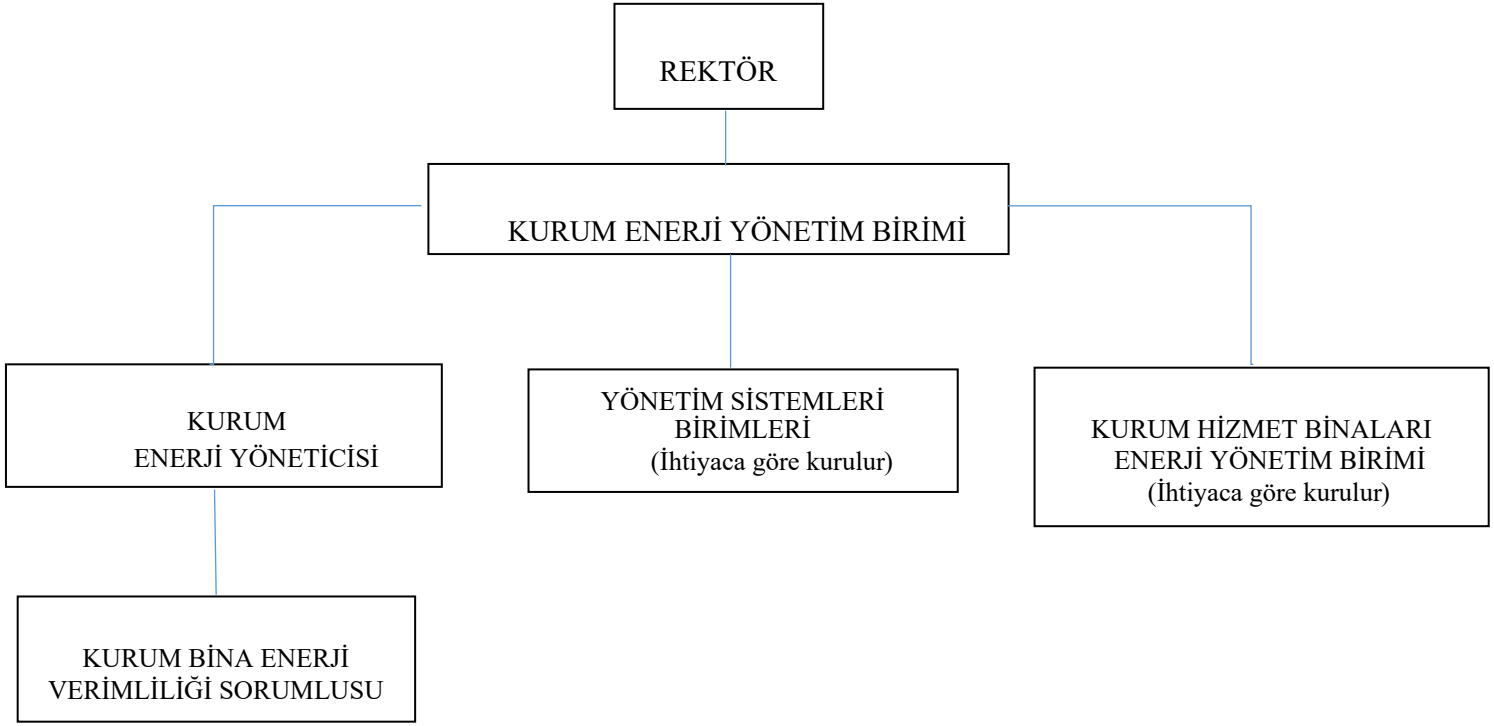 REKTÖR
KURUM ENERJİ YÖNETİM BİRİMİ
KURUM
ENERJİ YÖNETİCİSİ
YÖNETİM SİSTEMLERİ
BİRİMLERİ
(İhtiyaca göre kurulur)
KURUM HİZMET BİNALARI
ENERJİ YÖNETİM BİRİMİ
(İhtiyaca göre kurulur)
KURUM BİNA ENERJİ
VERİMLİLİĞİ SORUMLUSU